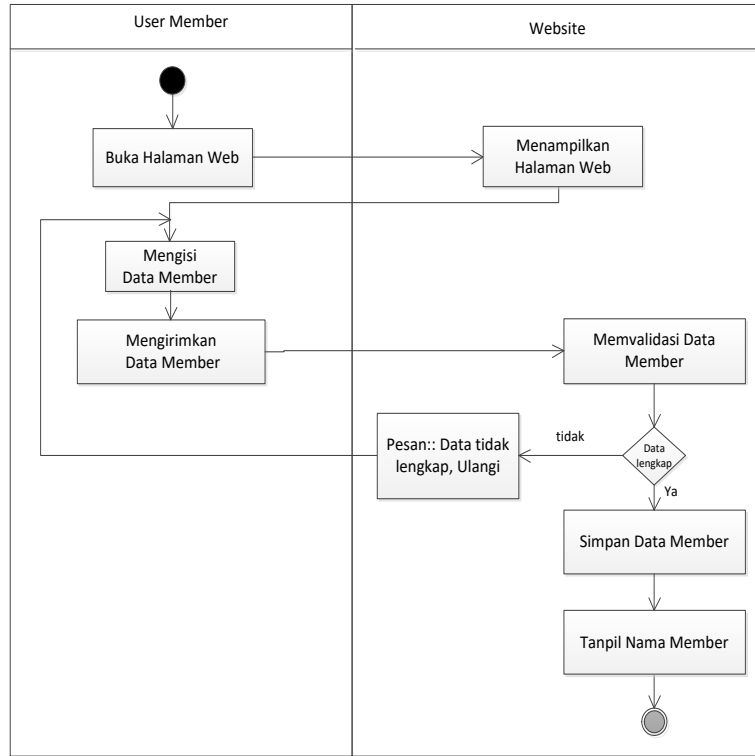 User Member
Website
Buka Halaman Web
Menampilkan
Halaman Web
Mengisi
Data Member
Mengirimkan
Data Member
Memvalidasi Data
Member
Data
lengkap
tidak
Pesan:: Data tidak
lengkap, Ulangi
Ya
Simpan Data Member
Tanpil Nama Member